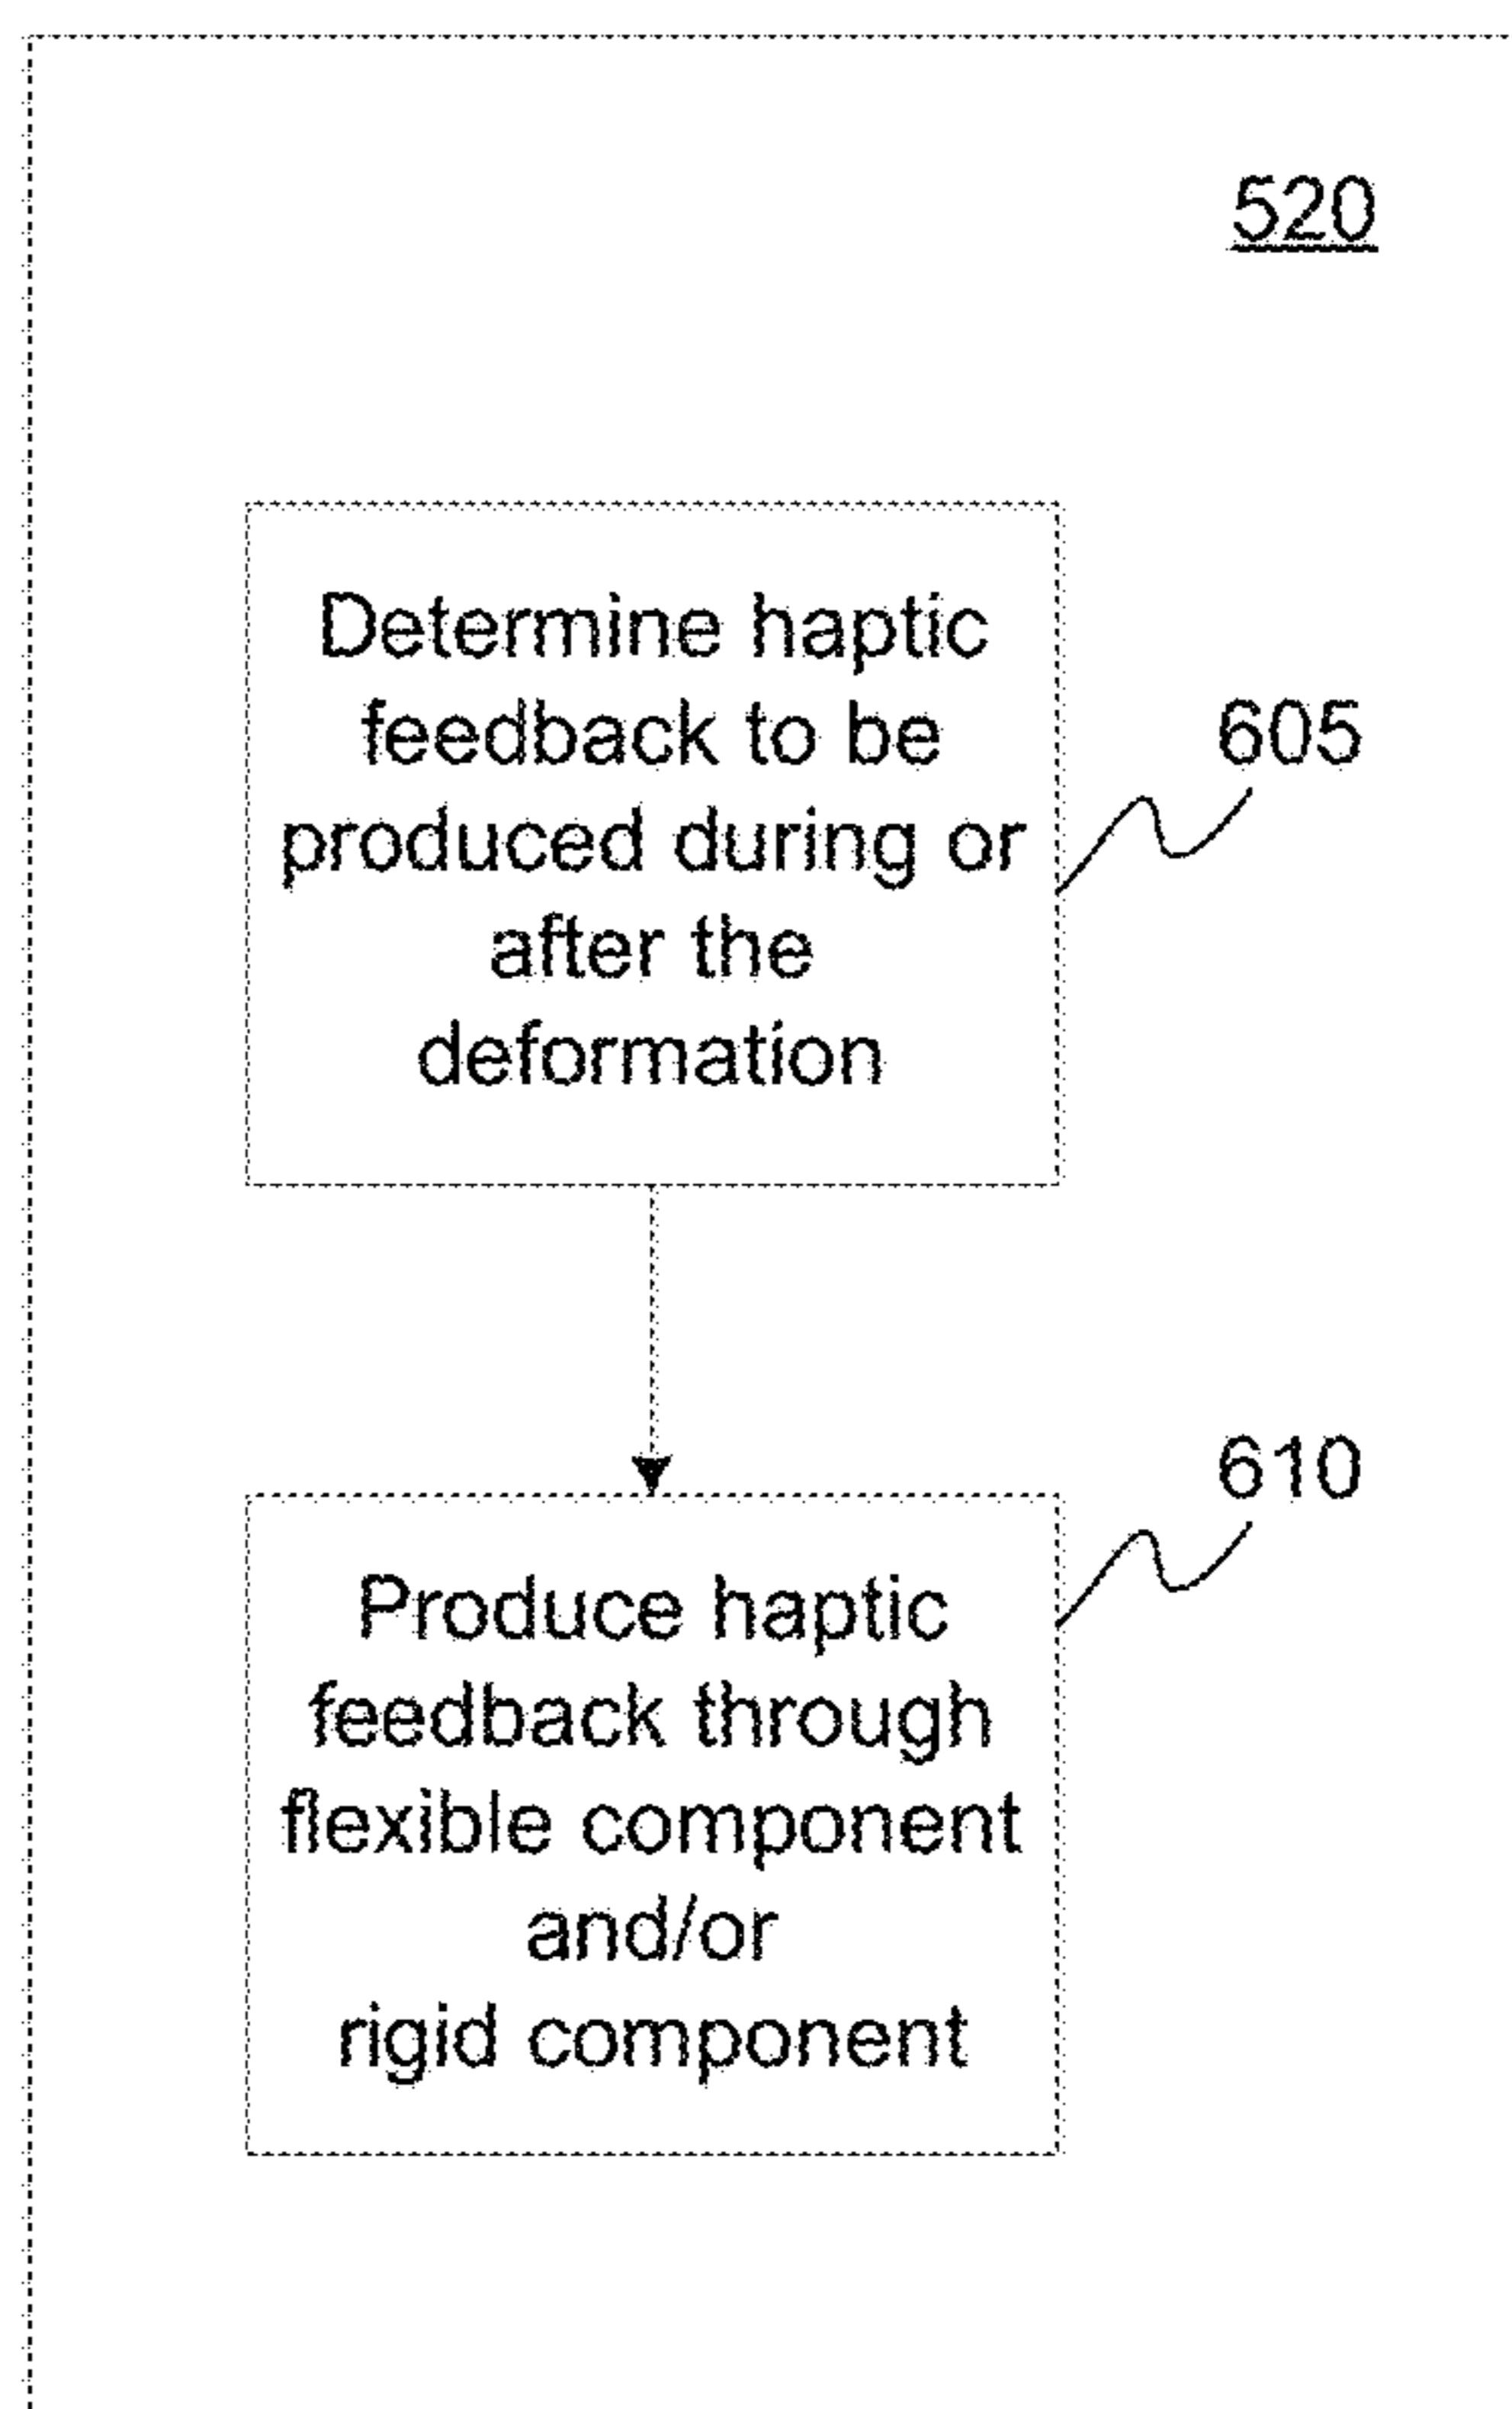 520
Determine haptic
feedback to be
produced during or
after the
deformation
605
610
Produce haptic
feedback through
flexible component
and/or
rigid component